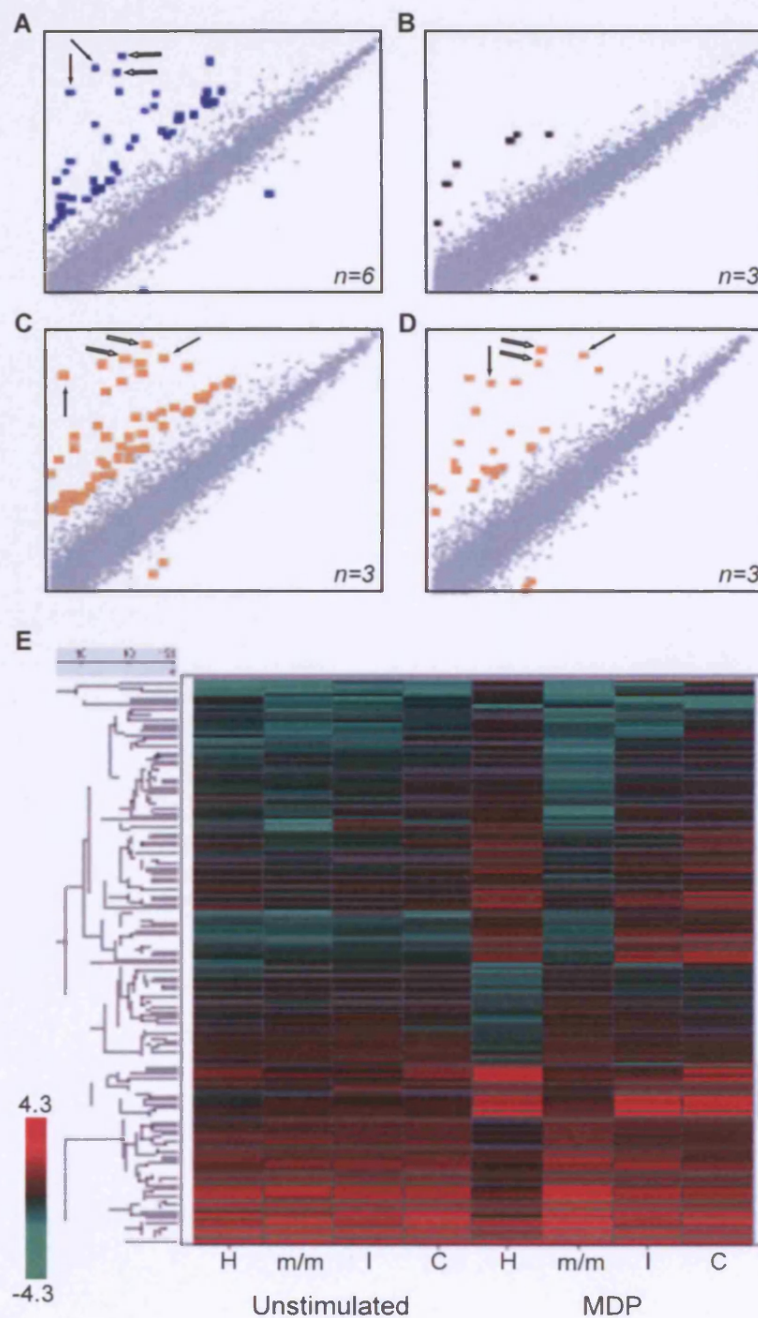 A
B
n=6
n=3
C
D
n=3
n=3
E
4.3
-4.3
H m/m I C H m/m I C
Unstimulated MDP